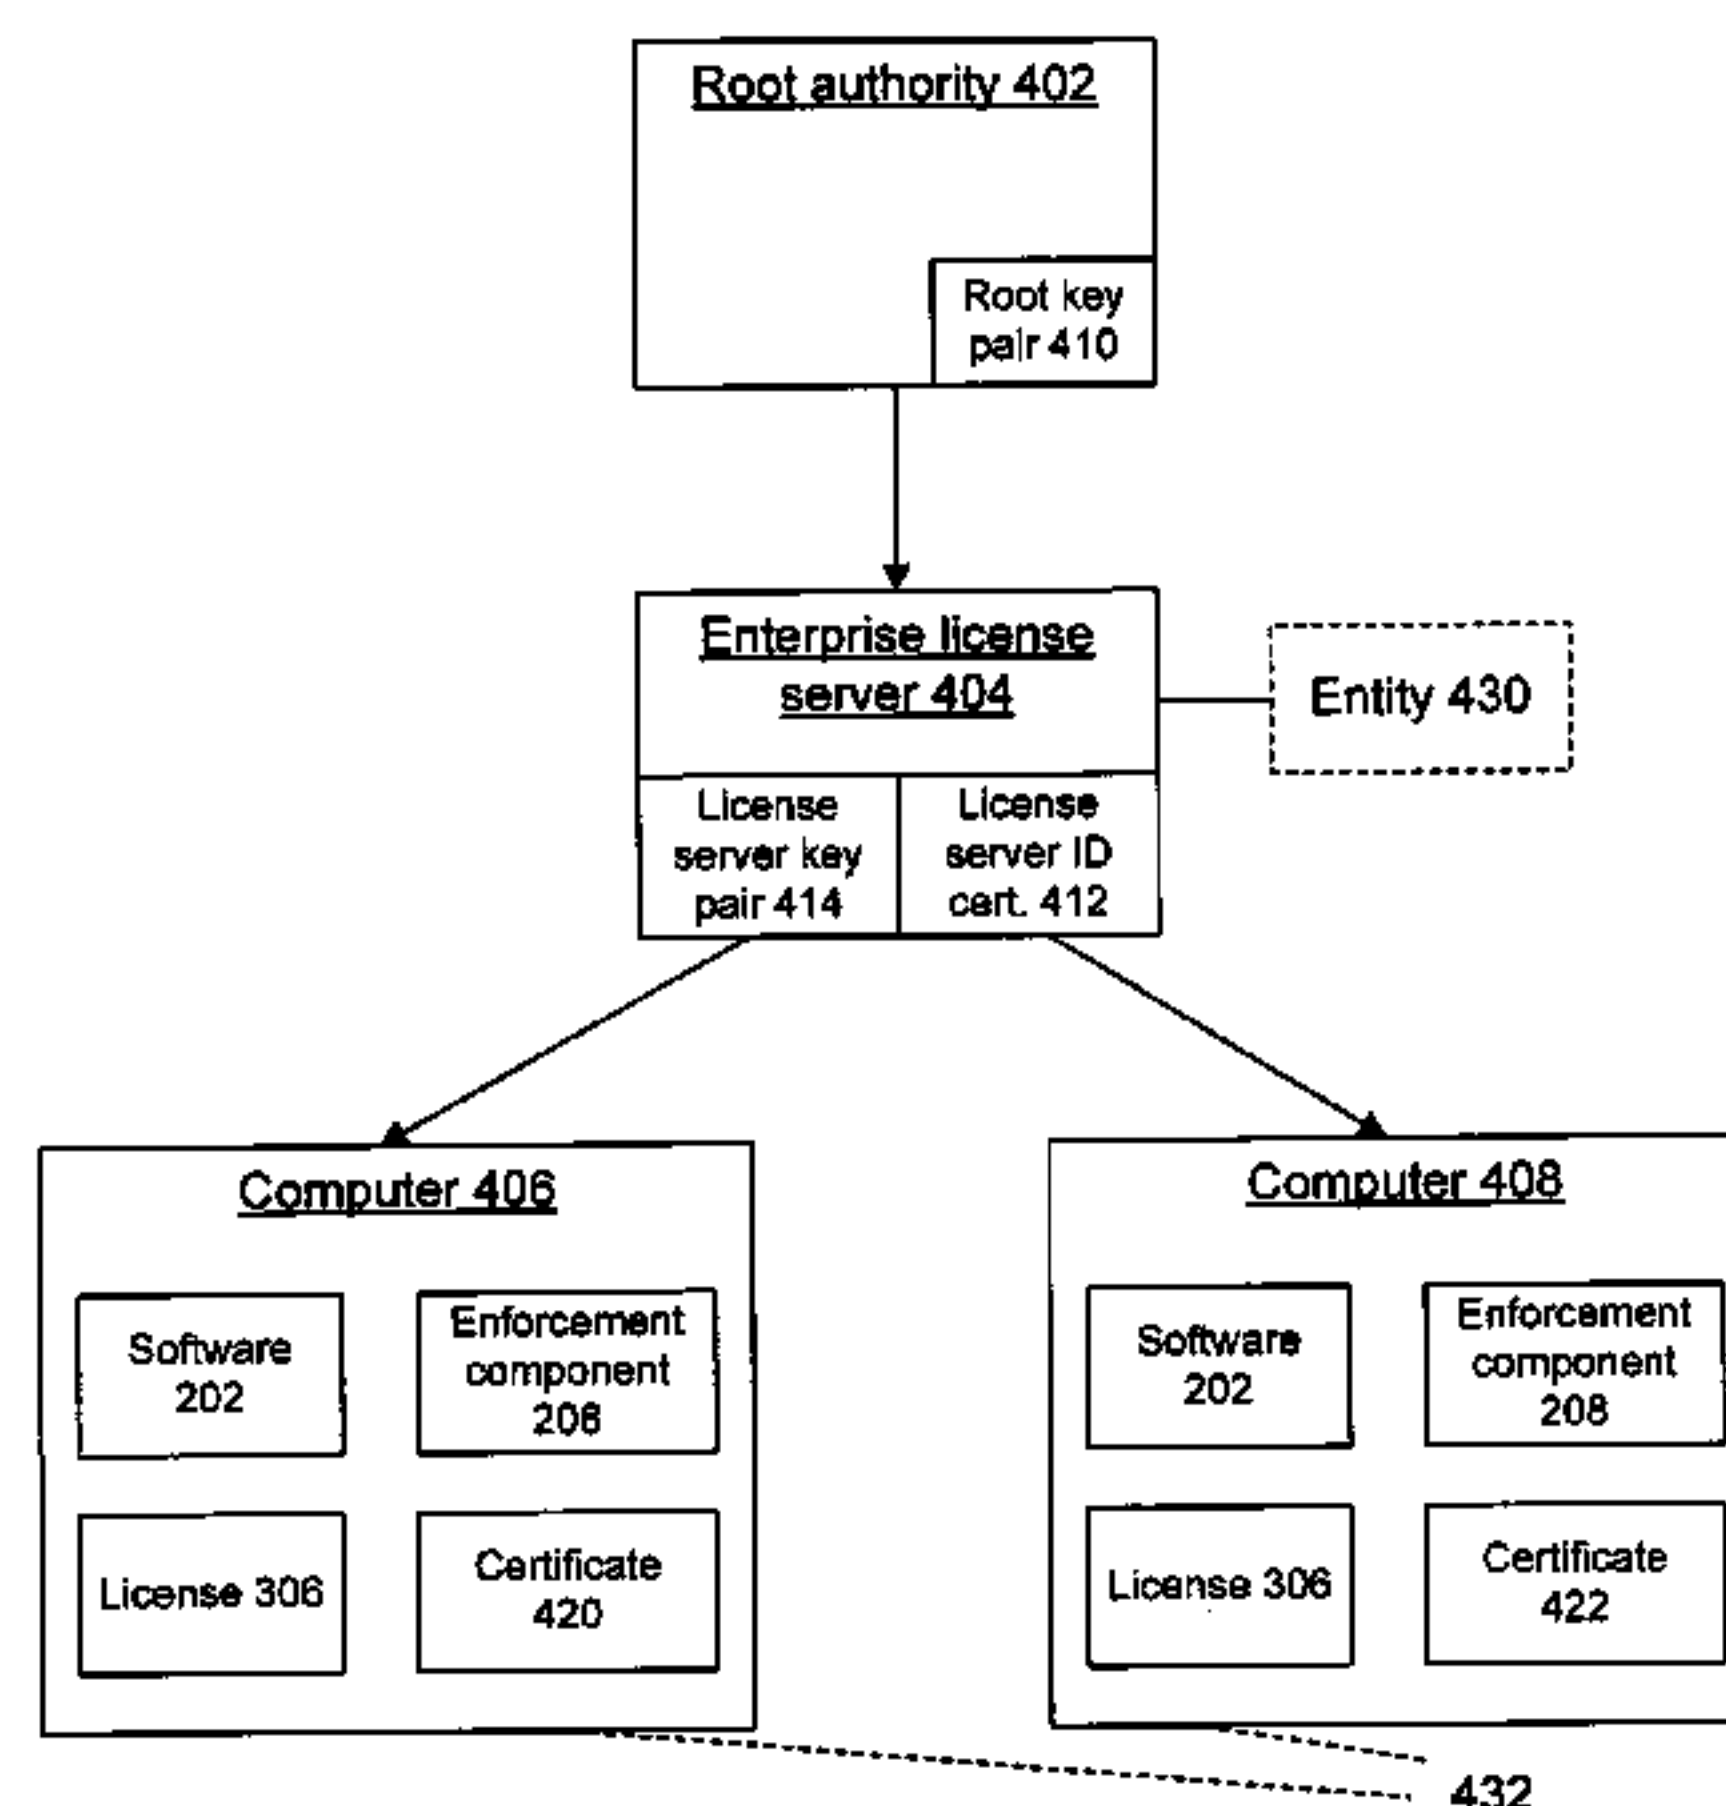 Root authority 402
Root key
pair 410
Enterprise license
server 404
Entity 430
License
server key
pair 414
License
server ID
cert. 412
Computer 406
Software
202
Enforcement
component
208
License 306
Certificate
420
Computer 408
Software
202
Enforcement
component
208
License 306
Certificate
422
432